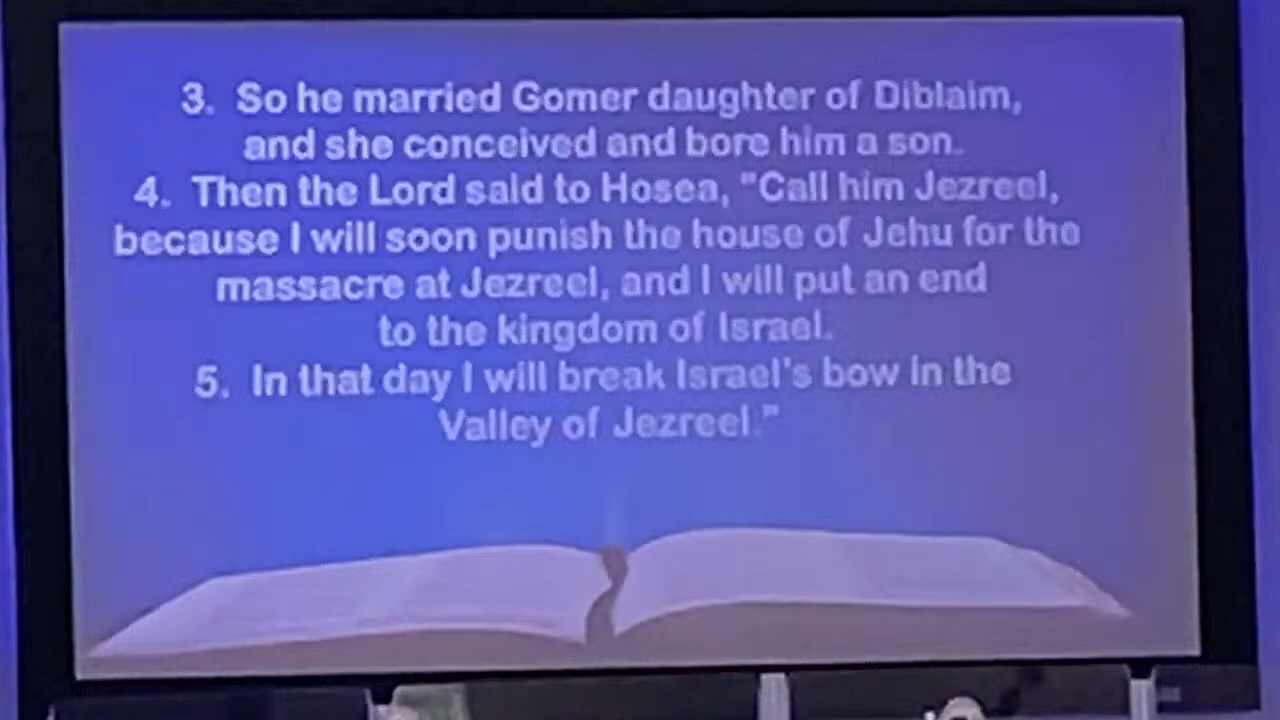 3. So he married Gomer daughter of Diblaim,
and she conceived and bore him a son.
4. Then the Lord said to Hosea, "Call him Jezreel,
because I will soon punish the house of Jehu for the
massacre at Jezreel, and I will put an end
to the kingdom of Israel.
5. In that day I will break Israel's bow in the
Valley of Jezreel."